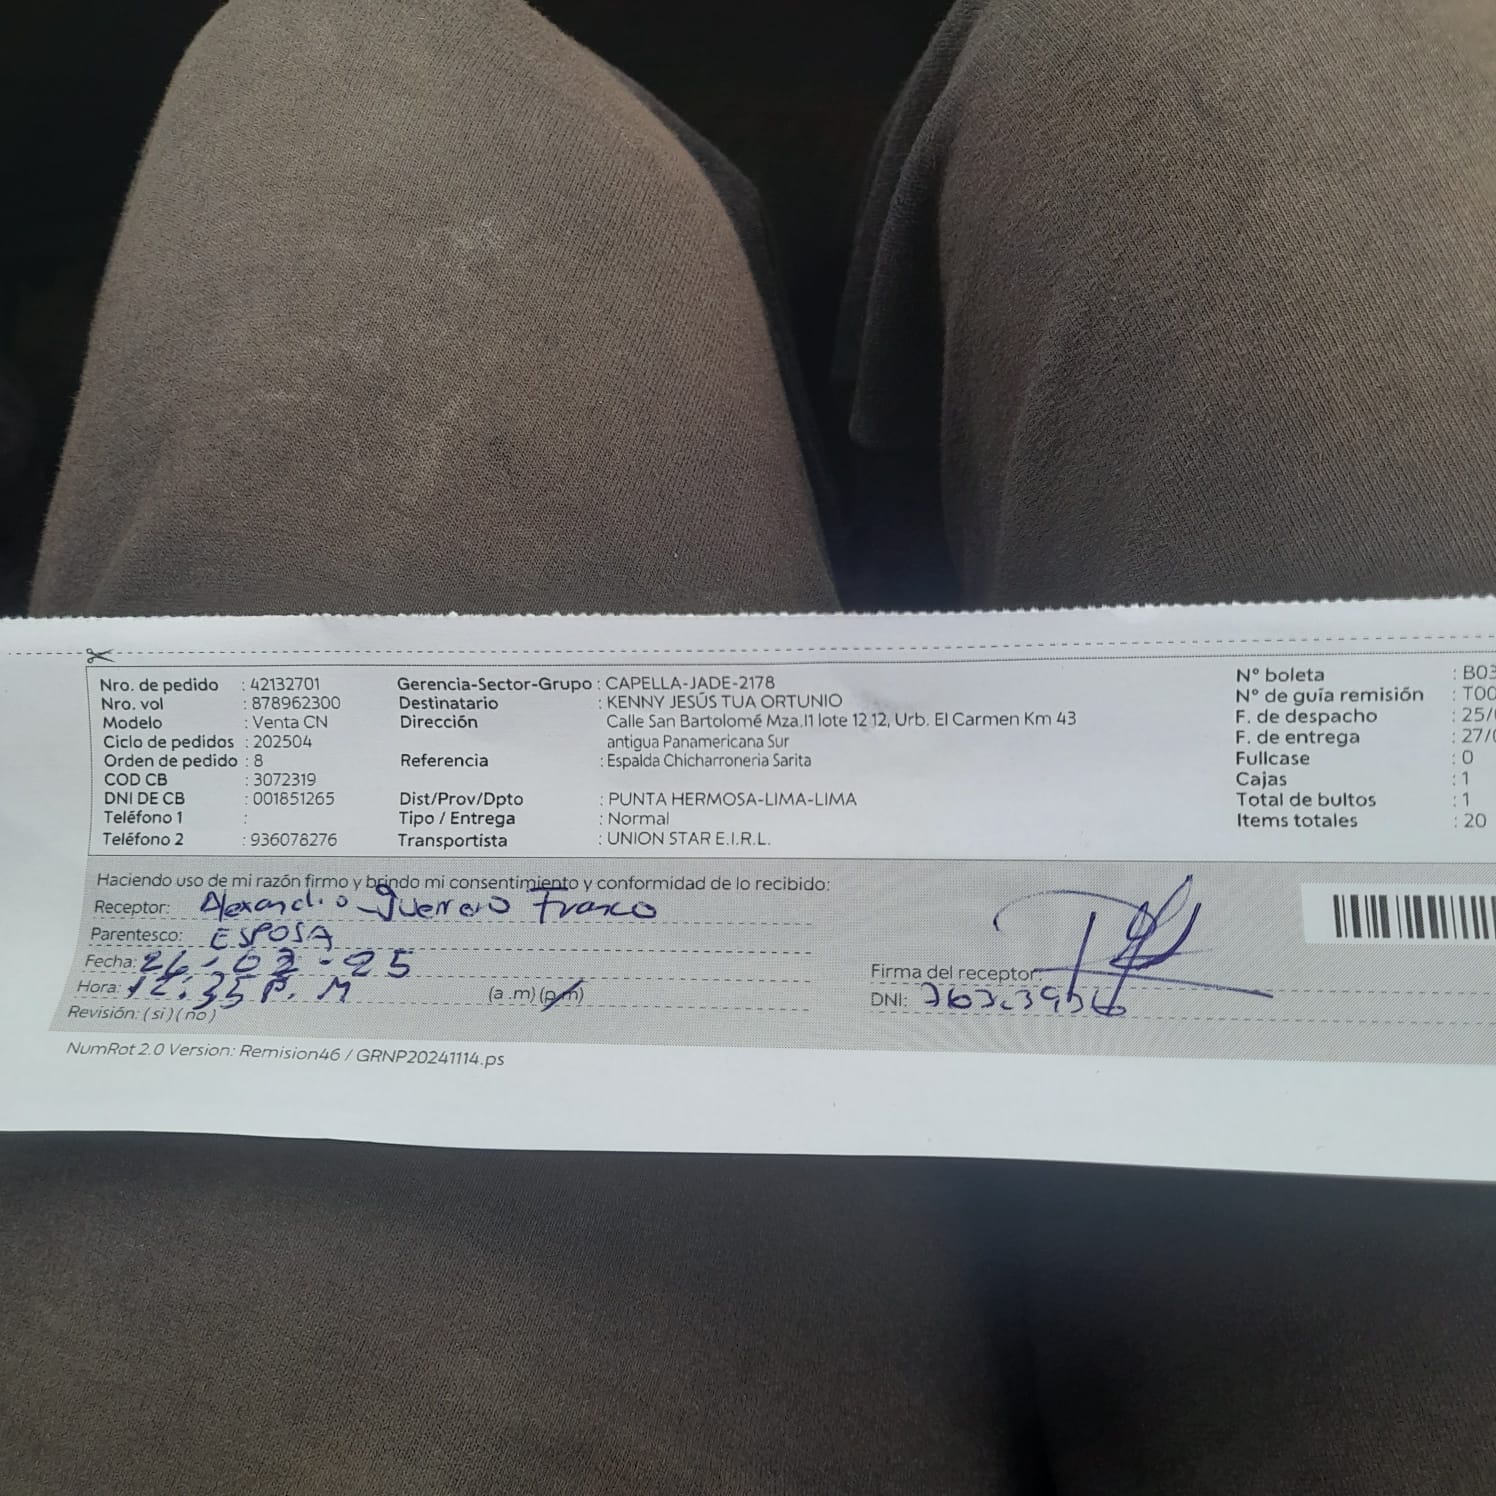 Nro. de pedido : 42132701
Nro. vol : 878962300
Modelo : Venta CN
Ciclo de pedidos : 202504
Orden de pedido : 8
COD CB : 3072319
DNI DE CB : 001851265
Teléfono 1 :
Teléfono 2 : 936078276
Gerencia-Sector-Grupo : CAPELLA-JADE-2178
Destinatario : KENNY JESÚS TUA ORTUNIO
Dirección Calle San Bartolomé Mza.I1 lote 12 12, Urb. El Carmen Km 43
antigua Panamericana Sur
Referencia : Espalda Chicharroneria Sarita
Dist/Prov/Dpto : PUNTA HERMOSA-LIMA-LIMA
Tipo / Entrega : Normal
Transportista : UNION STAR E.I.R.L.
Nº boleta : B03
Nº de guía remisión : T00
F. de despacho : 25/
F. de entrega : 27/
Fullcase : 0
Cajas : 1
Total de bultos : 1
Items totales : 20
Haciendo uso de mi razón firmo y brindo mi consentimiento y conformidad de lo recibido:
Receptor: Guerrero Franco
Parentesco: ESPOSA
Fecha: 26-02-25
Hora: 12:35 P.M (a .m) (p.m)
Revisión: (si) (no)
Firma del receptor:
DNI:
NumRot 2.0 Version: Remision46 / GRNP20241114.ps